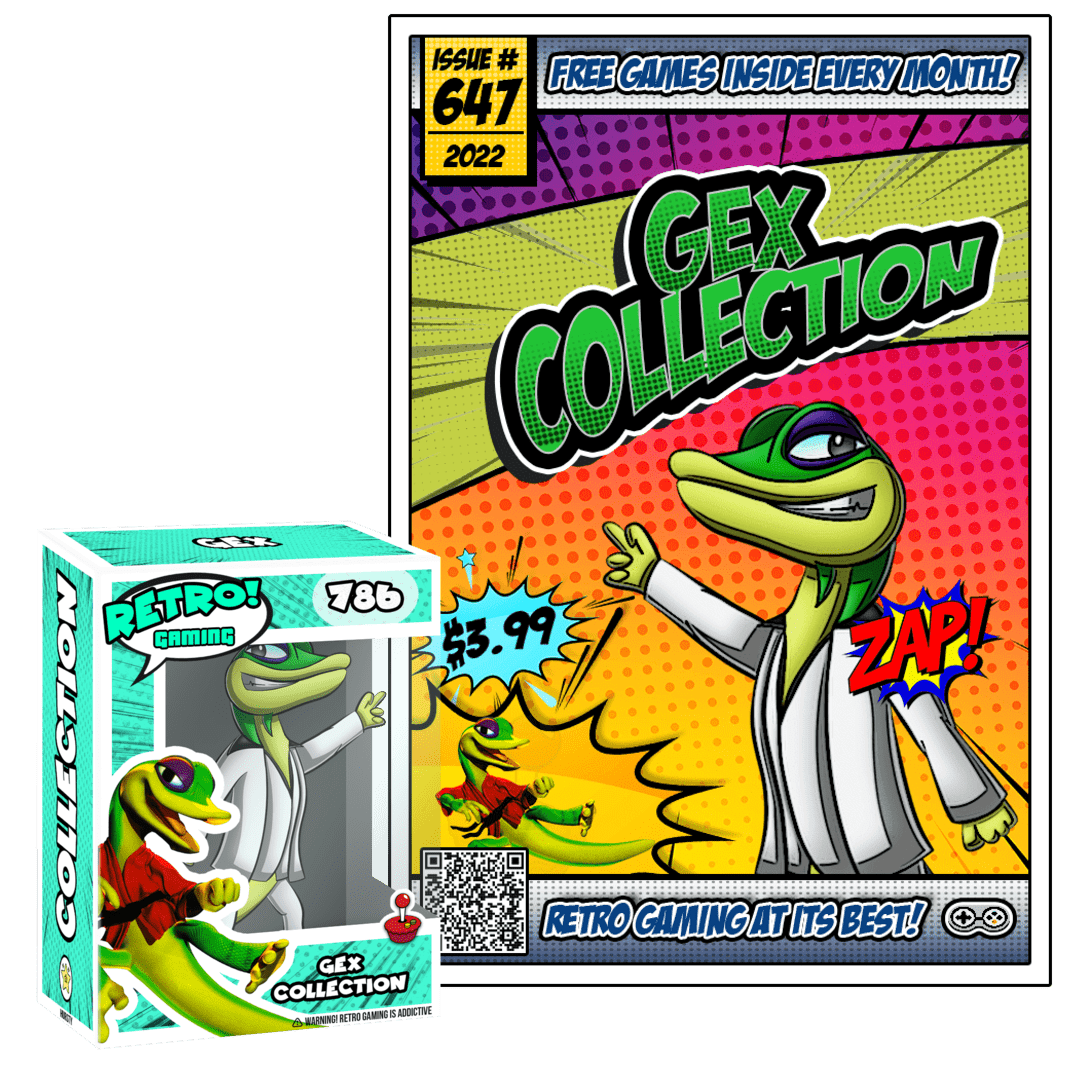 ISSUE #
647
2022
FREE GAMES INSIDE EVERY MONTH!
GEX
COLLECTION
$3.99
ZAP!
RETRO GAMING AT ITS BEST!
GEX
COLLECTION
RETRO!
GAMING
786
GEX
COLLECTION
WARNING! RETRO GAMING IS ADDICTIVE